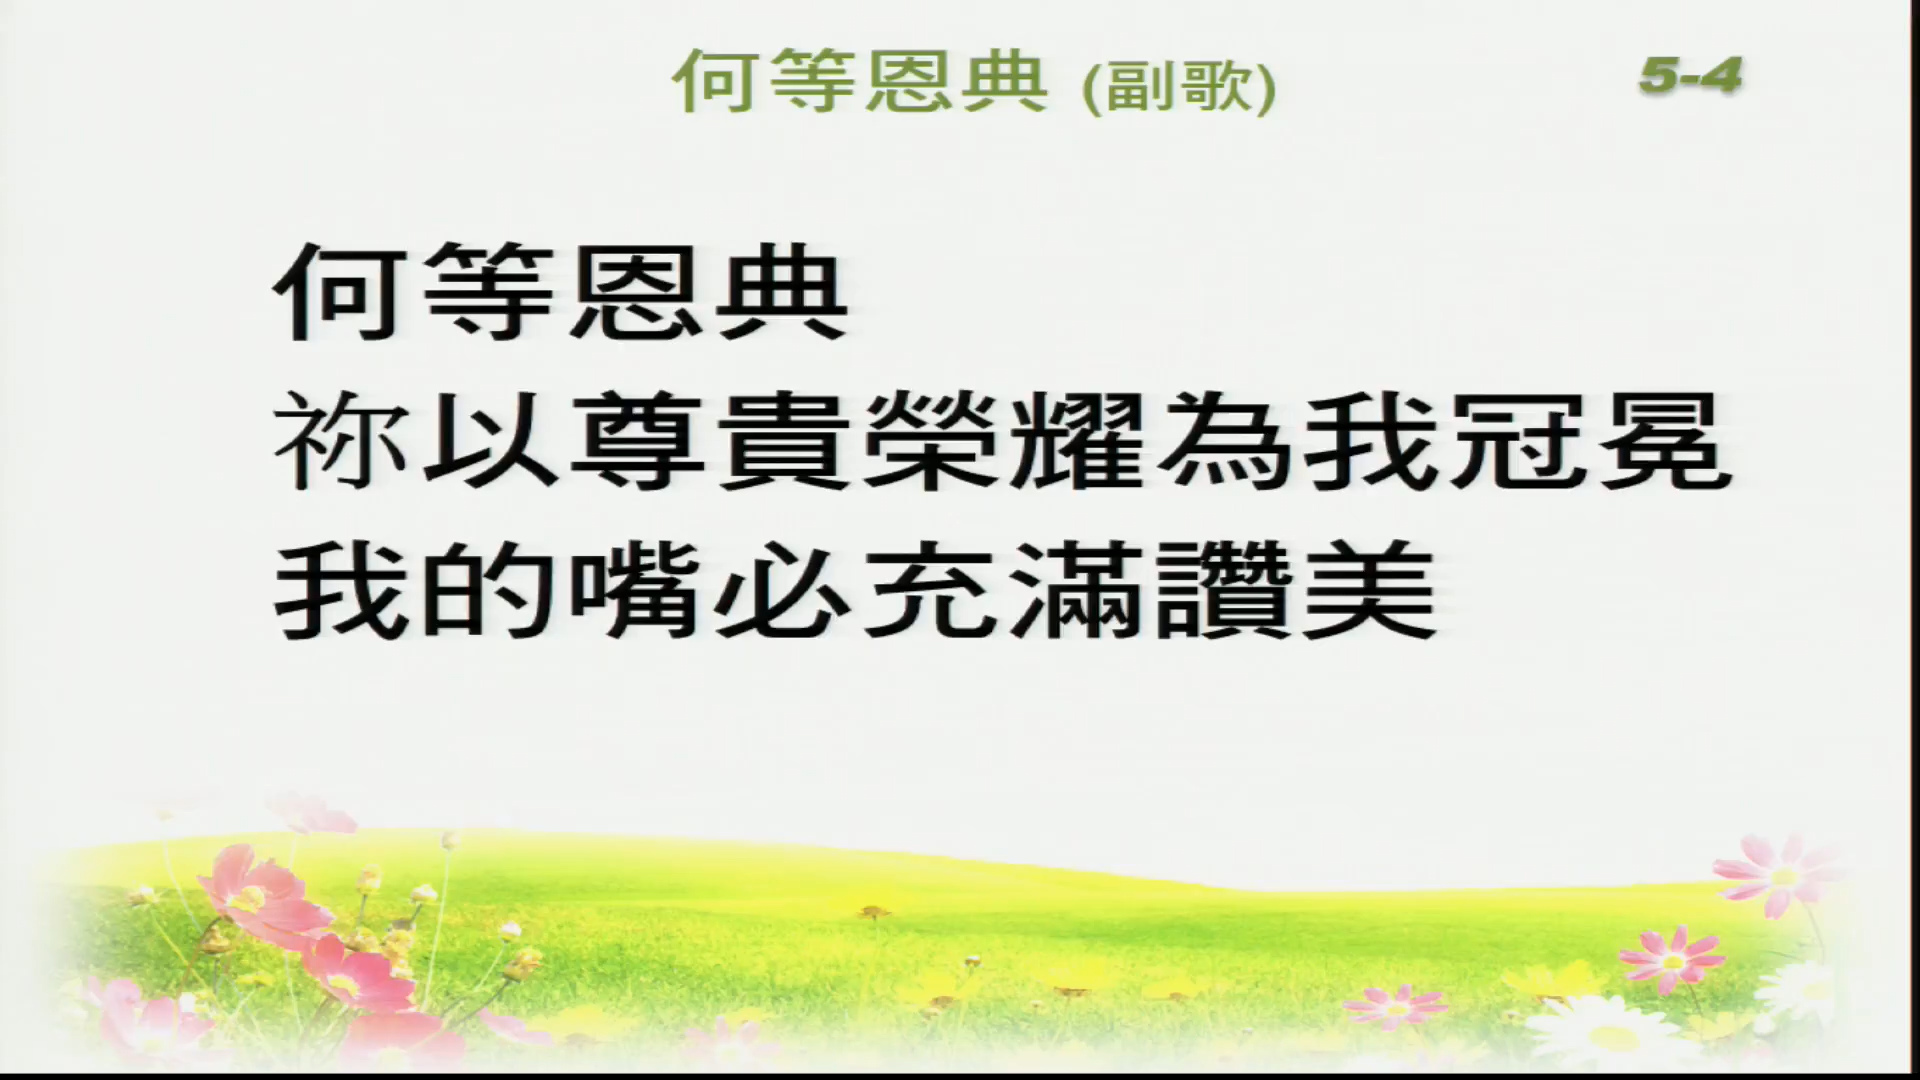 何等恩典 (副歌)
5-4
何等恩典
祢以尊貴榮耀為我冠冕
我的嘴必充滿讚美